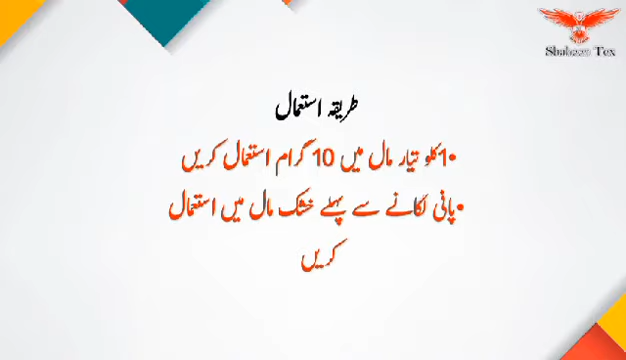 Shaheen Tex
طریقہ استعمال
•1کلو تیار مال میں 10 گرام استعمال کریں
•پانی لگانے سے پہلے خشک مال میں استعمال
کریں